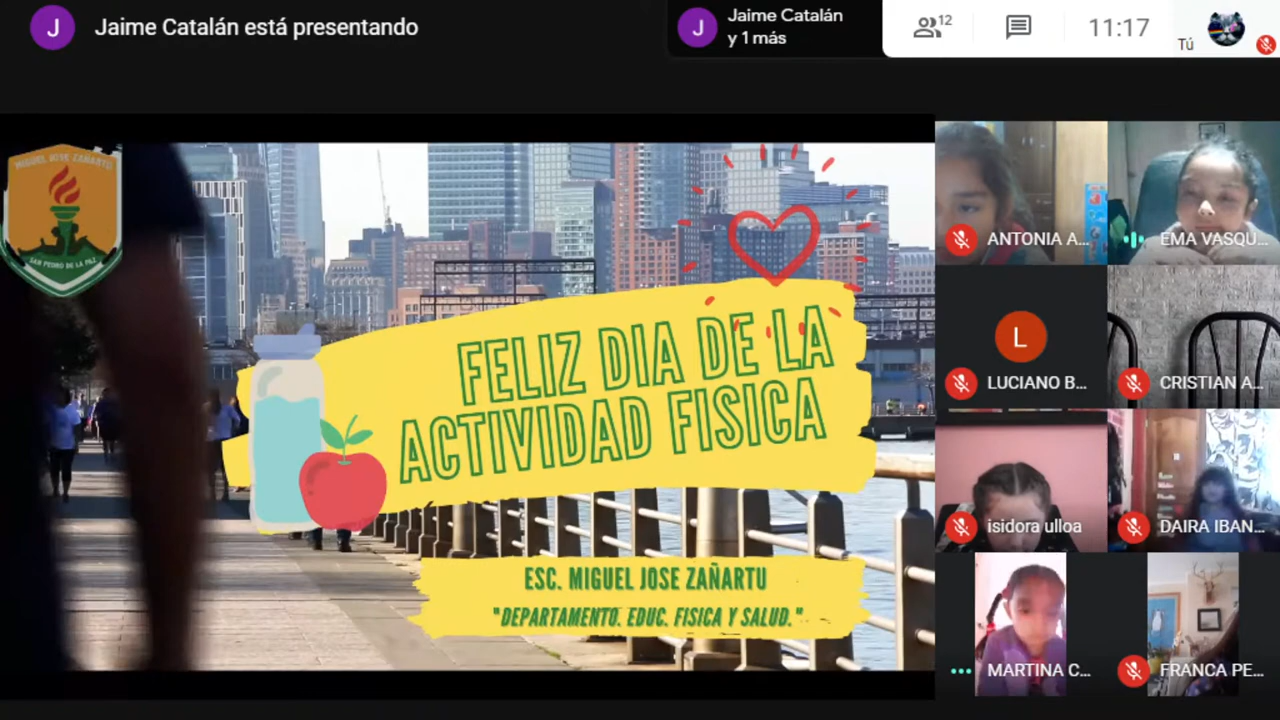 J
Jaime Catalán está presentando
J
Jaime Catalán
y 1 más
12
11:17
Tú
MIGUEL JOSE ZAÑARTU
SAN PEDRO DE LA PAZ
FELIZ DIA DE LA
ACTIVIDAD FISICA
ESC. MIGUEL JOSE ZAÑARTU
"DEPARTAMENTO. EDUC. FISICA Y SALUD."
ANTONIA A...
EMA VASQU...
L
LUCIANO B...
CRISTIAN A...
isidora ulloa
DAIRA IBAN...
MARTINA C...
FRANCA PE...